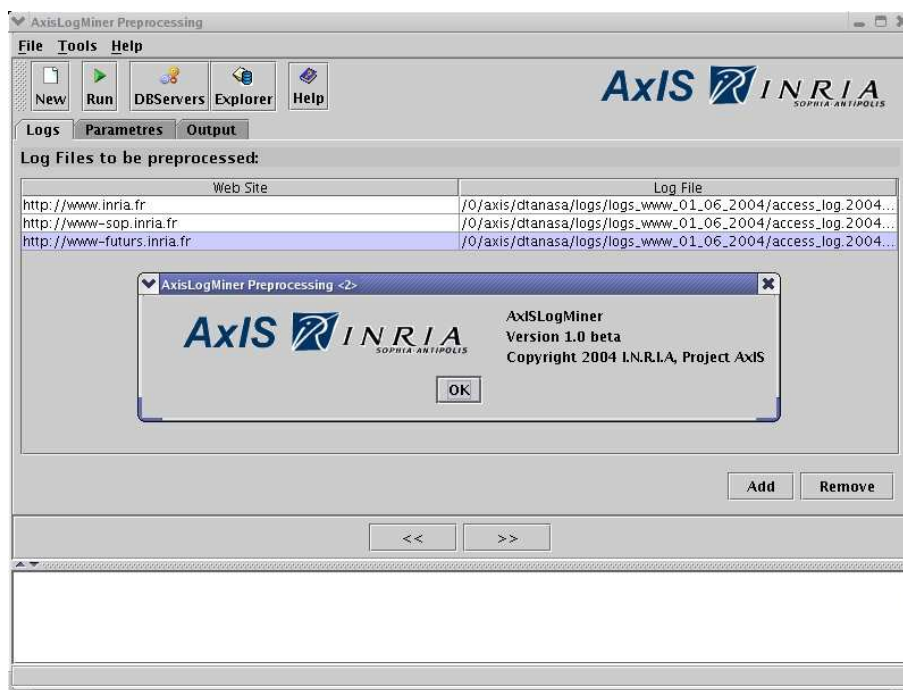 AxisLogMiner Preprocessing
File Tools Help
New Run DBServers Explorer Help
AxIS INRIA
SOPHIA-ANTIPOLIS
Logs Parametres Output
Log Files to be preprocessed:
Web Site Log File
http://www.inria.fr /0/axis/dtanasa/logs/logs_www_01_06_2004/access_log.2004...
http://www-sop.inria.fr /0/axis/dtanasa/logs/logs_www_01_06_2004/access_log.2004...
http://www-futurs.inria.fr /0/axis/dtanasa/logs/logs_www_01_06_2004/access_log.2004...
AxisLogMiner Preprocessing <2>
AxIS INRIA
SOPHIA-ANTIPOLIS
AxISLogMiner
Version 1.0 beta
Copyright 2004 I.N.R.I.A, Project AxIS
OK
Add Remove
<< >>